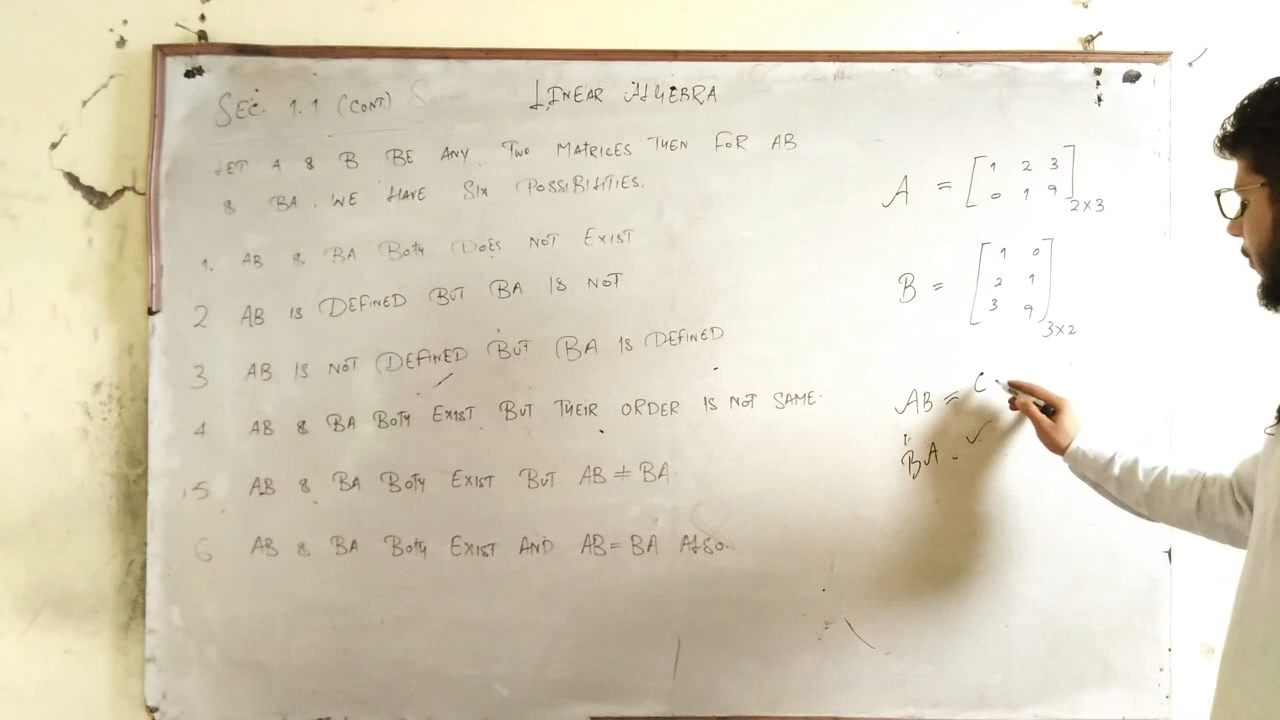 SEC. 1.1 (CONT)
LINEAR ALGEBRA
LET A & B BE ANY TWO MATRICES THEN FOR AB
& BA. WE HAVE SIX POSSIBILITIES.
1. AB & BA BOTH DOES NOT EXIST
2 AB IS DEFINED BUT BA IS NOT
3 AB IS NOT DEFINED BUT BA IS DEFINED
4 AB & BA BOTH EXIST BUT THEIR ORDER IS NOT SAME.
5 AB & BA BOTH EXIST BUT AB ≠ BA
6 AB & BA BOTH EXIST AND AB = BA ALSO.
A = [1 2 3
0 1 9] 2×3
B = [1 0
2 1
3 9] 3×2
AB =
BA = ✓